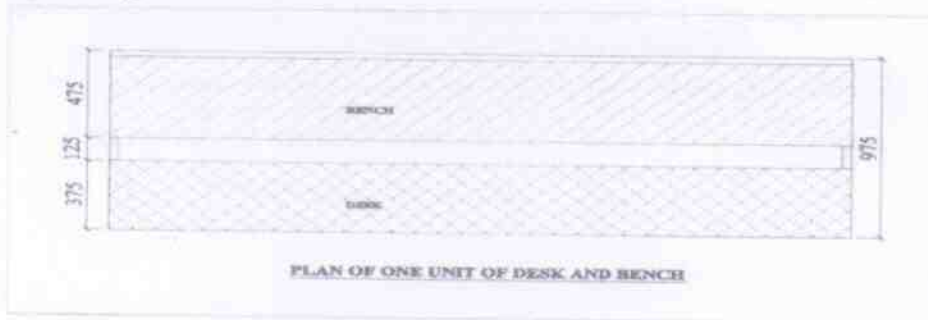 475
BENCH
125
975
375
DESK
PLAN OF ONE UNIT OF DESK AND BENCH